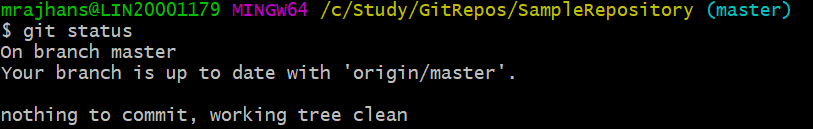 mrajhans@LIN20001179 MINGW64 /c/Study/GitRepos/SampleRepository (master)
$ git status
On branch master
Your branch is up to date with 'origin/master'.
nothing to commit, working tree clean